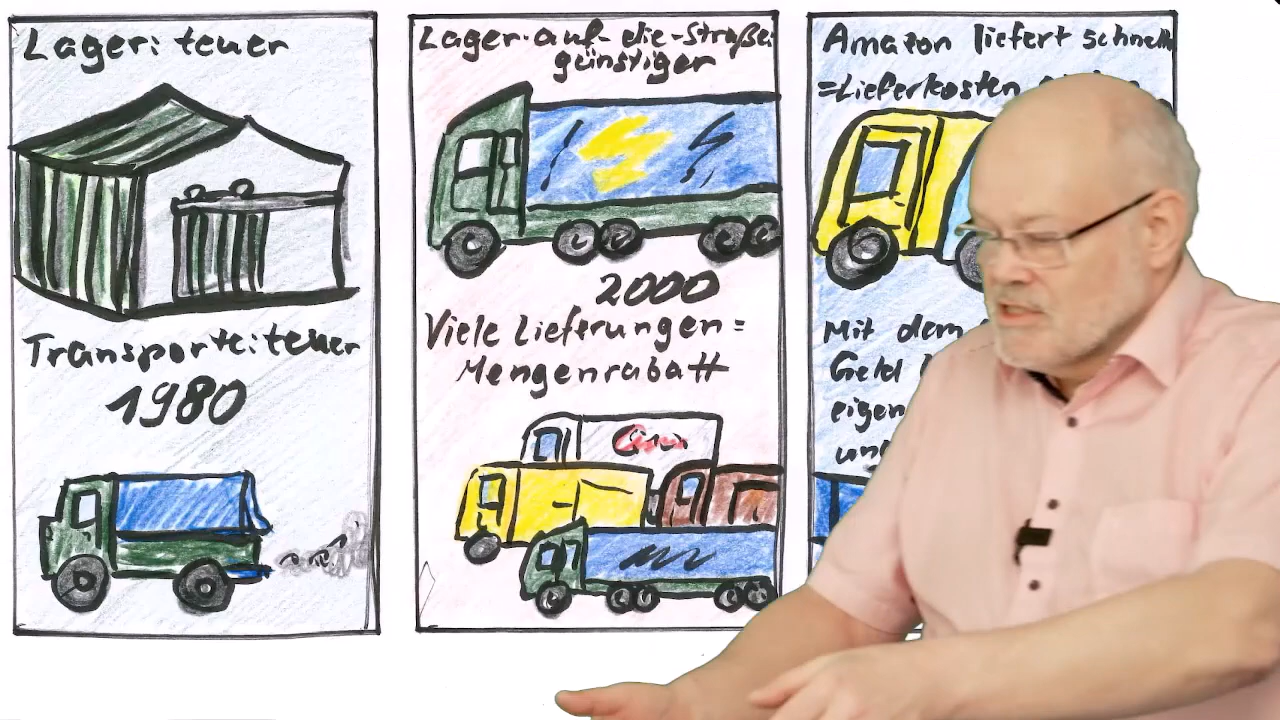 Lager: teuer
Transporte: teuer
1980
Lager-auf-die-Straße:
günstiger
2000
Viele Lieferungen=
Mengenrabatt
Amazon liefert schnell
=Lieferkosten
Mit dem
Geld